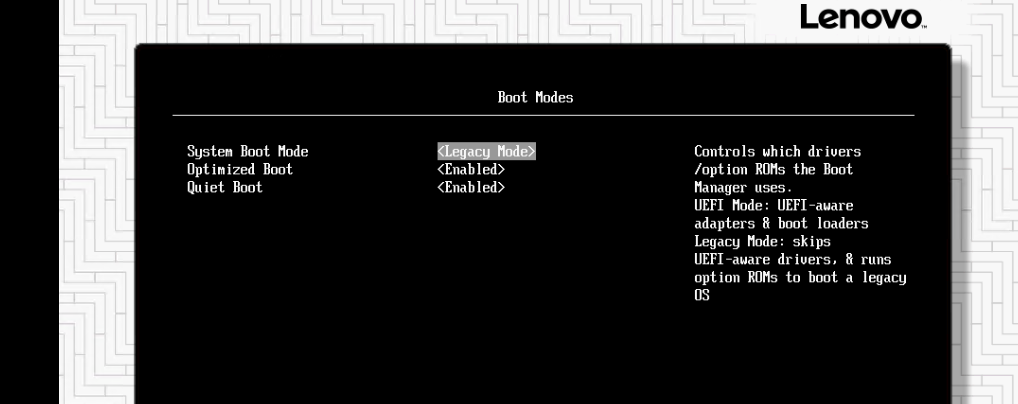 Lenovo
Boot Modes
System Boot Mode <Legacy Mode>
Optimized Boot <Enabled>
Quiet Boot <Enabled>
Controls which drivers
/option ROMs the Boot
Manager uses.
UEFI Mode: UEFI-aware
adapters & boot loaders
Legacy Mode: skips
UEFI-aware drivers, & runs
option ROMs to boot a legacy
OS